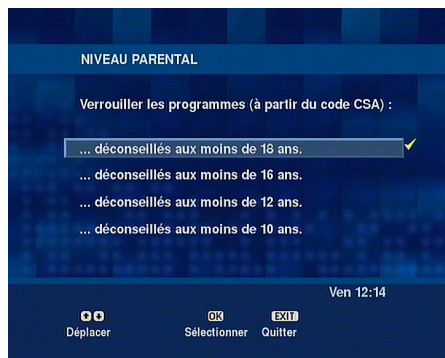 NIVEAU PARENTAL
Verrouiller les programmes (à partir du code CSA) :
... déconseillés aux moins de 18 ans.
... déconseillés aux moins de 16 ans.
... déconseillés aux moins de 12 ans.
... déconseillés aux moins de 10 ans.
Ven 12:14
OK EXIT
Déplacer Sélectionner Quitter